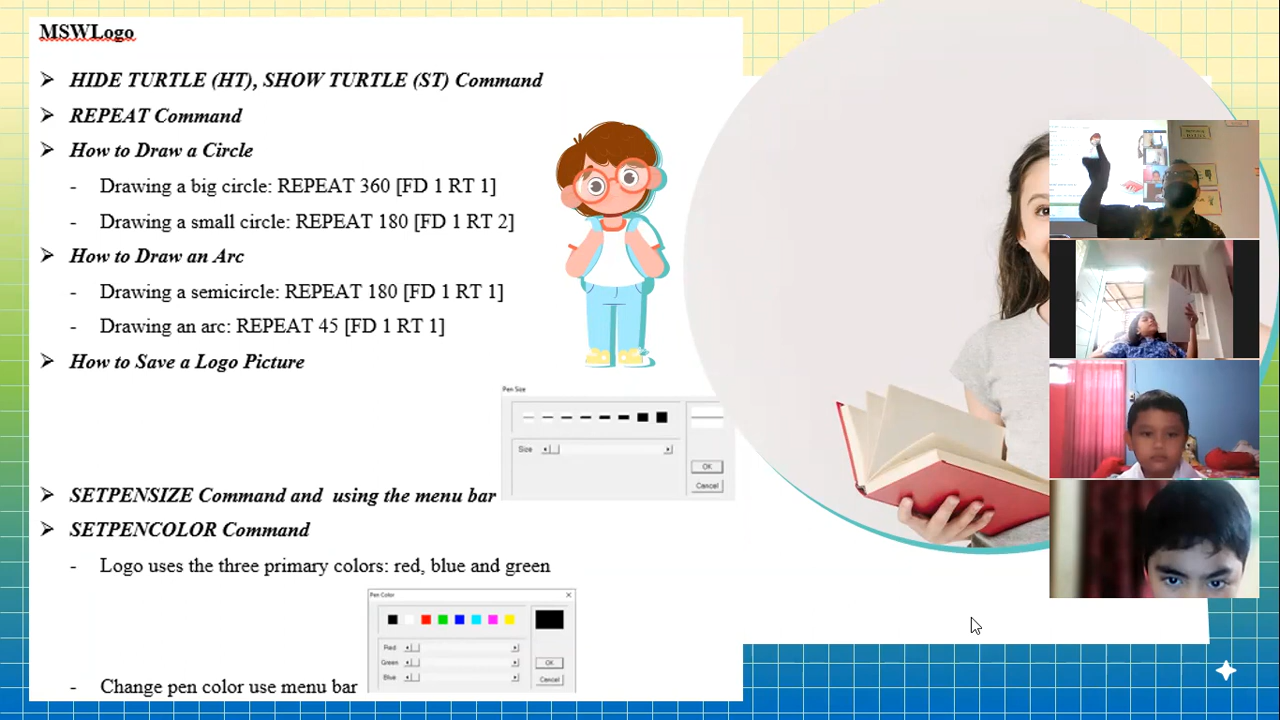 MSWLogo
➢ HIDE TURTLE (HT), SHOW TURTLE (ST) Command
➢ REPEAT Command
➢ How to Draw a Circle
- Drawing a big circle: REPEAT 360 [FD 1 RT 1]
- Drawing a small circle: REPEAT 180 [FD 1 RT 2]
➢ How to Draw an Arc
- Drawing a semicircle: REPEAT 180 [FD 1 RT 1]
- Drawing an arc: REPEAT 45 [FD 1 RT 1]
➢ How to Save a Logo Picture
Pen Size
Size
OK
Cancel
➢ SETPENSIZE Command and using the menu bar
➢ SETPENCOLOR Command
- Logo uses the three primary colors: red, blue and green
Pen Color
Red
Green
Blue
OK
Cancel
- Change pen color use menu bar